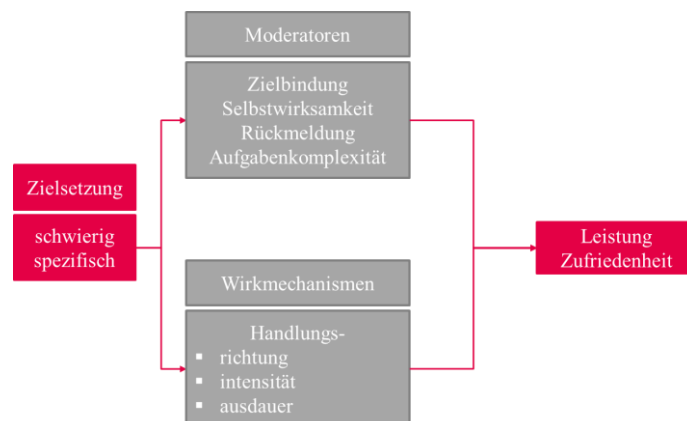 Moderatoren
Zielbindung
Selbstwirksamkeit
Rückmeldung
Aufgabenkomplexität
Zielsetzung
schwierig
spezifisch
Wirkmechanismen
Handlungs-
▪ richtung
▪ intensität
▪ ausdauer
Leistung
Zufriedenheit